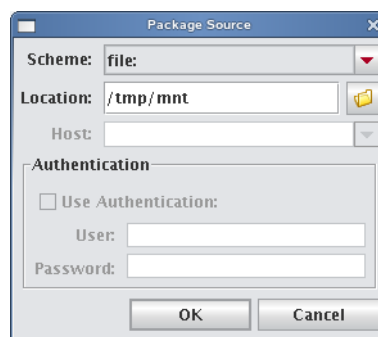 Package Source
Scheme: file:
Location: /tmp/mnt
Host:
Authentication
Use Authentication:
User:
Password:
OK Cancel